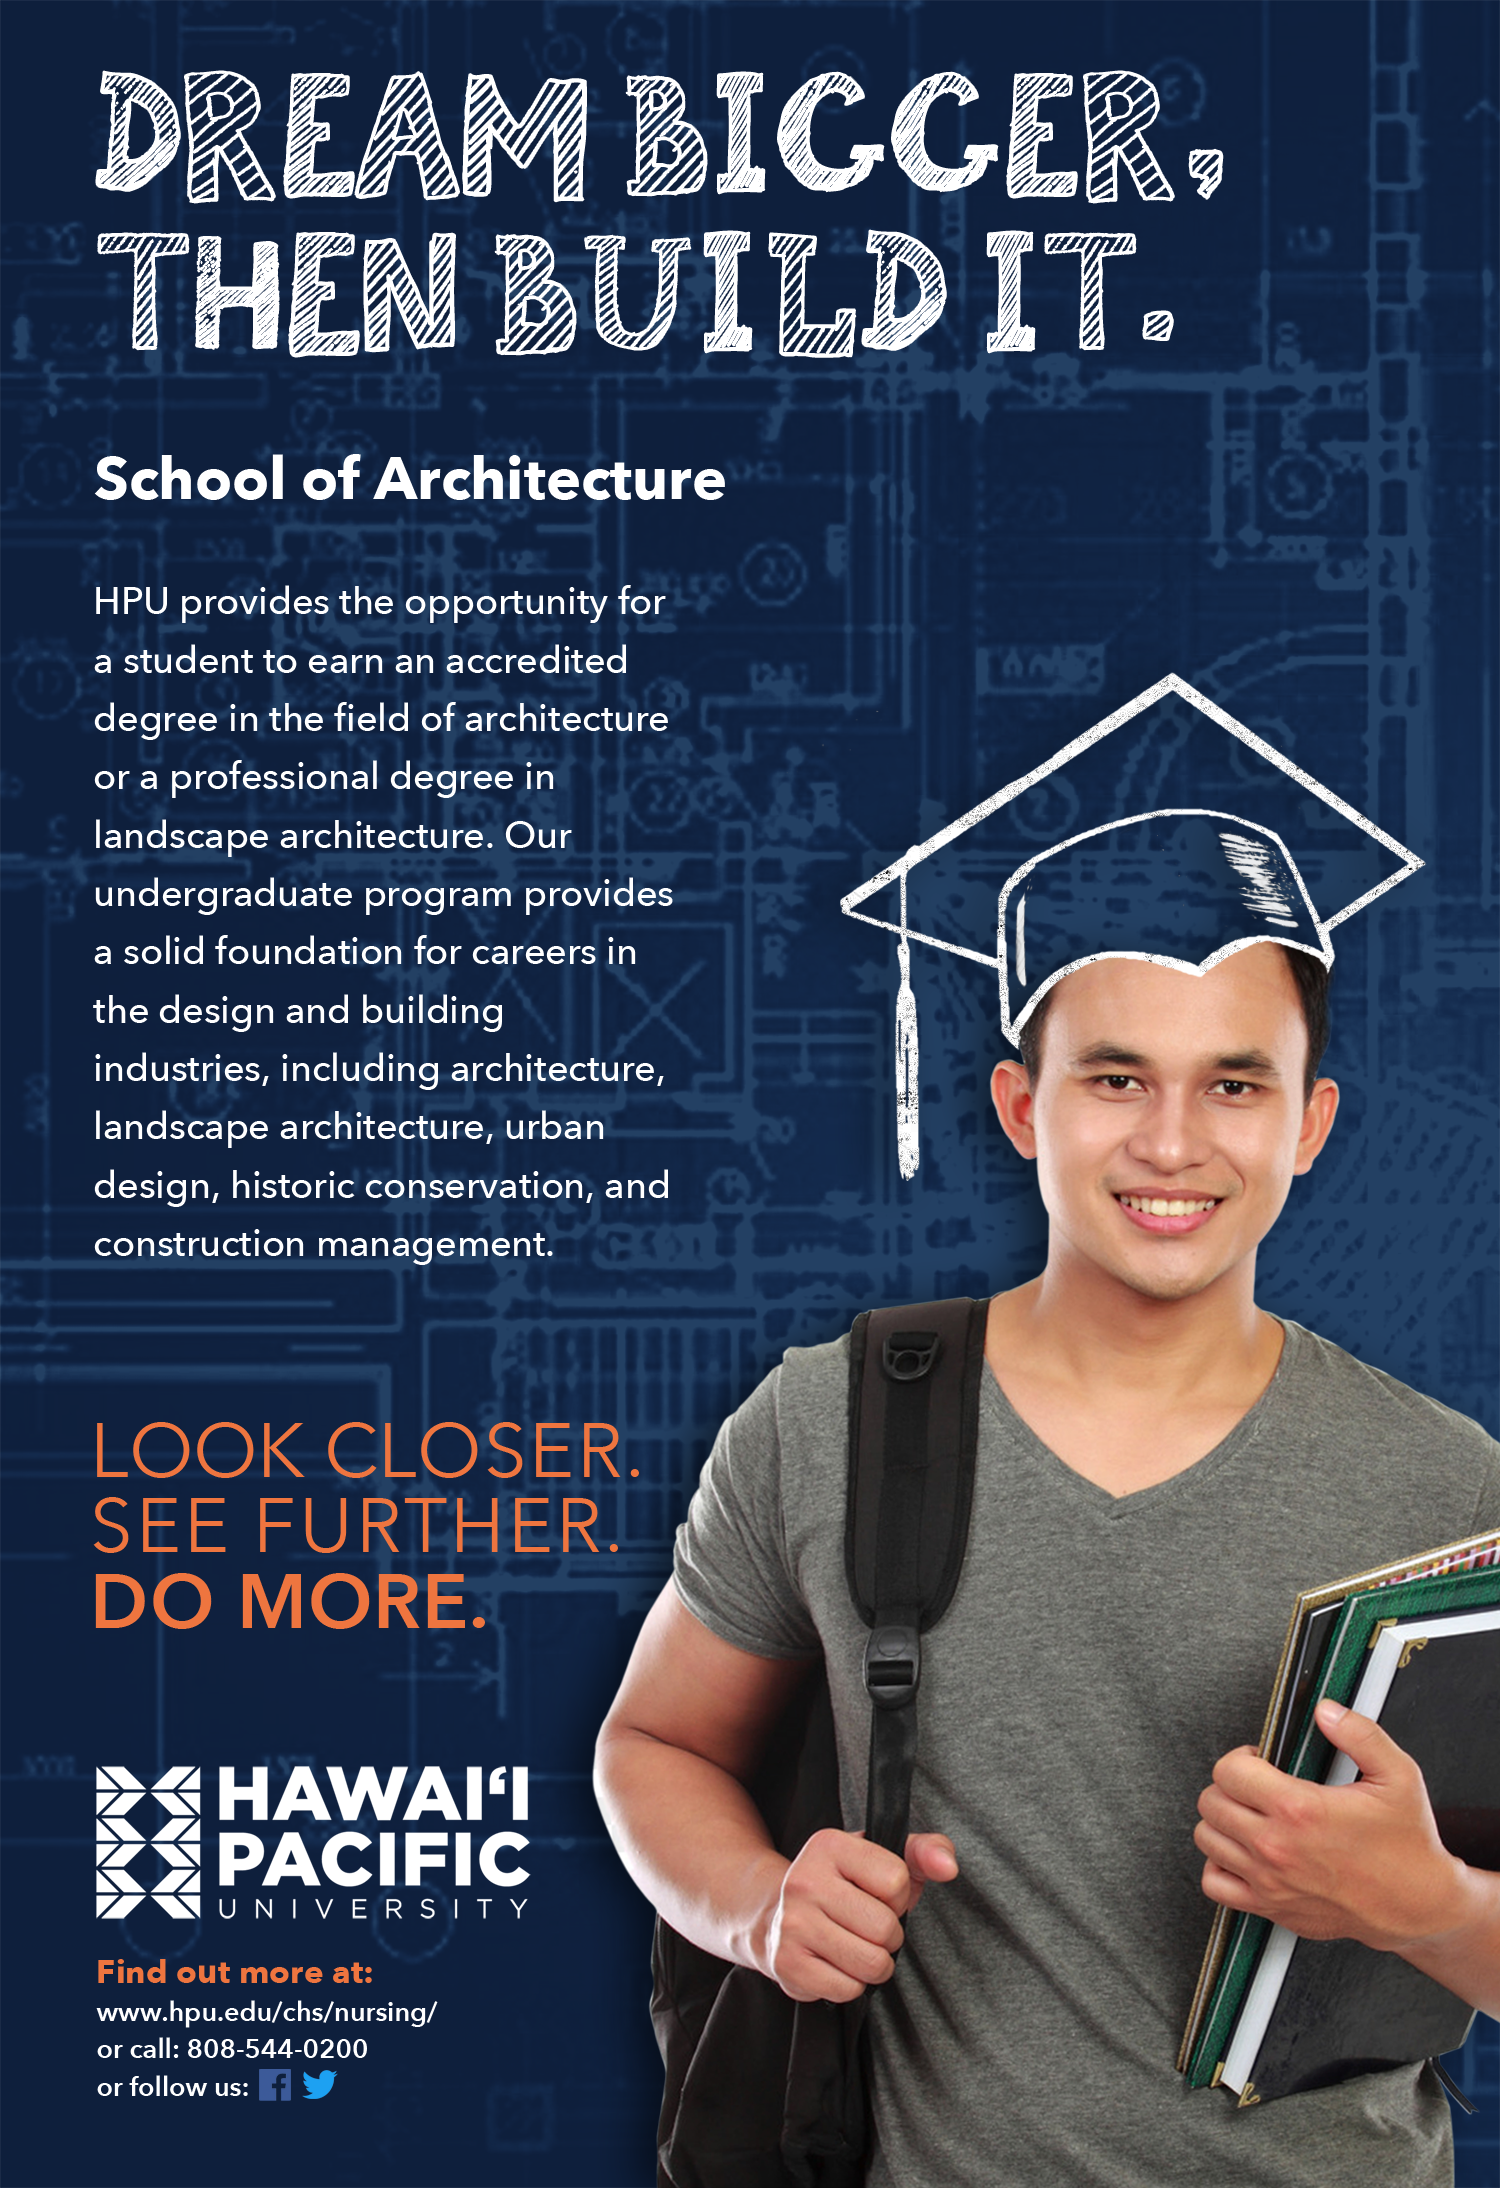 DREAM BIGGER,
THEN BUILD IT.
School of Architecture
HPU provides the opportunity for
a student to earn an accredited
degree in the field of architecture
or a professional degree in
landscape architecture. Our
undergraduate program provides
a solid foundation for careers in
the design and building
industries, including architecture,
landscape architecture, urban
design, historic conservation, and
construction management.
LOOK CLOSER.
SEE FURTHER.
DO MORE.
HAWAIʻI
PACIFIC
UNIVERSITY
Find out more at:
www.hpu.edu/chs/nursing/
or call: 808-544-0200
or follow us: